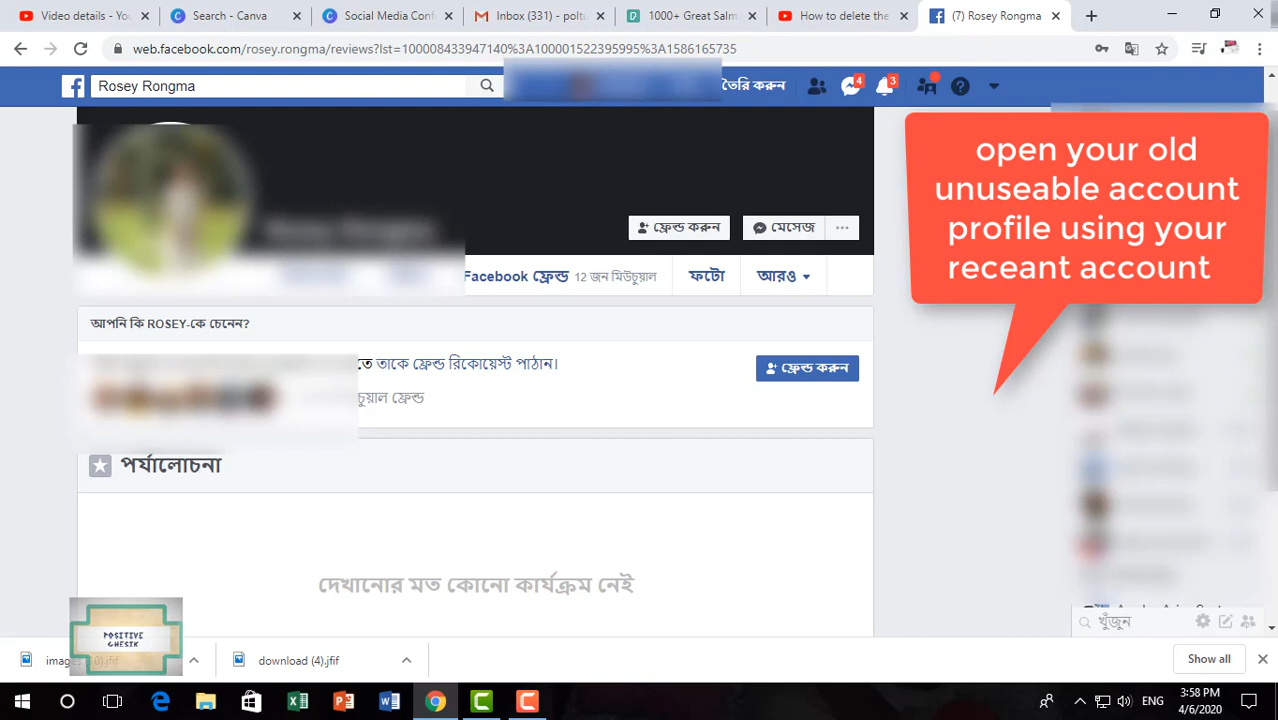 Video details - You
Search - Canva
Social Media Conf
Inbox (331) - poltu
1000+ Great Salm
How to delete the
(7) Rosey Rongma
web.facebook.com/rosey.rongma/reviews?lst=100008433947140%3A100001522395995%3A1586165735
Rosey Rongma
তৈরি করুন
4
3
open your old
unuseable account
profile using your
receant account
ফ্রেন্ড করুন
মেসেজ
Facebook ফ্রেন্ড 12 জন মিউচুয়াল
ফটো
আরও
আপনি কি ROSEY-কে চেনেন?
তে তাকে ফ্রেন্ড রিকোয়েস্ট পাঠান।
ফ্রেন্ড করুন
চুয়াল ফ্রেন্ড
পর্যালোচনা
দেখানোর মত কোনো কার্যক্রম নেই
খুঁজুন
POSITIVE
GHESIK
download (4).jfif
Show all
ENG
3:58 PM
4/6/2020